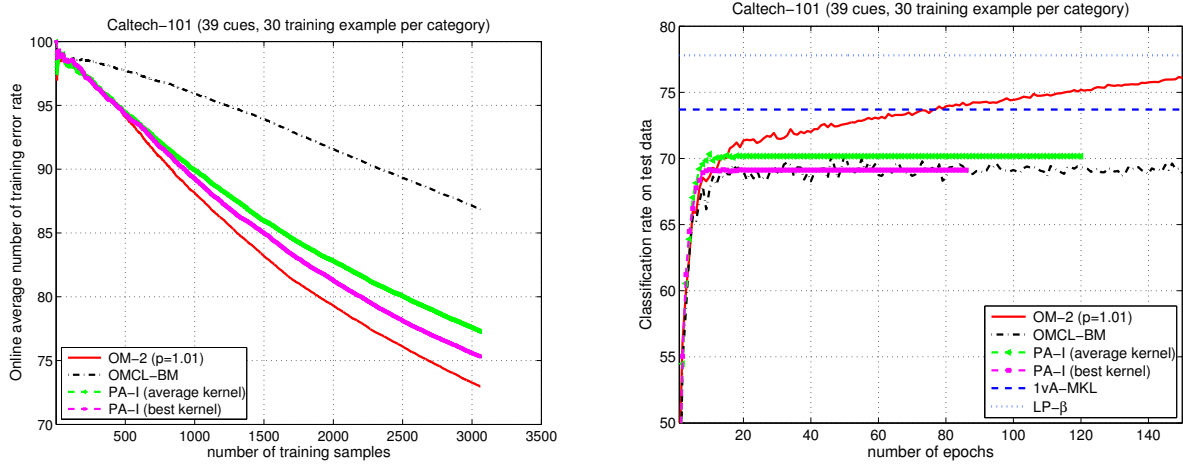 Caltech−101 (39 cues, 30 training example per category)
Online average number of training error rate
100
95
90
85
80
75
70
500
1000
1500
2000
2500
3000
3500
number of training samples
OM−2 (p=1.01)
OMCL−BM
PA−I (average kernel)
PA−I (best kernel)
Caltech−101 (39 cues, 30 training example per category)
Classification rate on test data
80
75
70
65
60
55
50
20
40
60
80
100
120
140
number of epochs
OM−2 (p=1.01)
OMCL−BM
PA−I (average kernel)
PA−I (best kernel)
1vA−MKL
LP−β